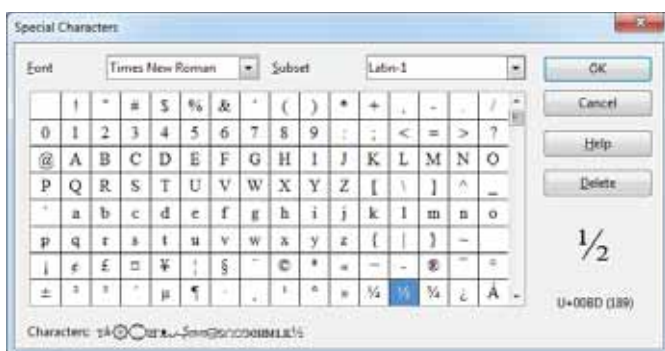 Special Characters
Font Times New Roman Subset Latin-1
OK
Cancel
Help
Delete
! " # $ % & ' ( ) * + , - . /
0 1 2 3 4 5 6 7 8 9 : ; < = > ?
@ A B C D E F G H I J K L M N O
P Q R S T U V W X Y Z [ \ ] ^ _
` a b c d e f g h i j k l m n o
p q r s t u v w x y z { | } ~
¡ ¢ £ ¤ ¥ ¦ § ¨ © ª « ¬ - ® ¯ °
± ² ³ ´ µ ¶ · ¸ ¹ º » ¼ ½ ¾ ¿ À
½
U+00BD (189)
Characters: